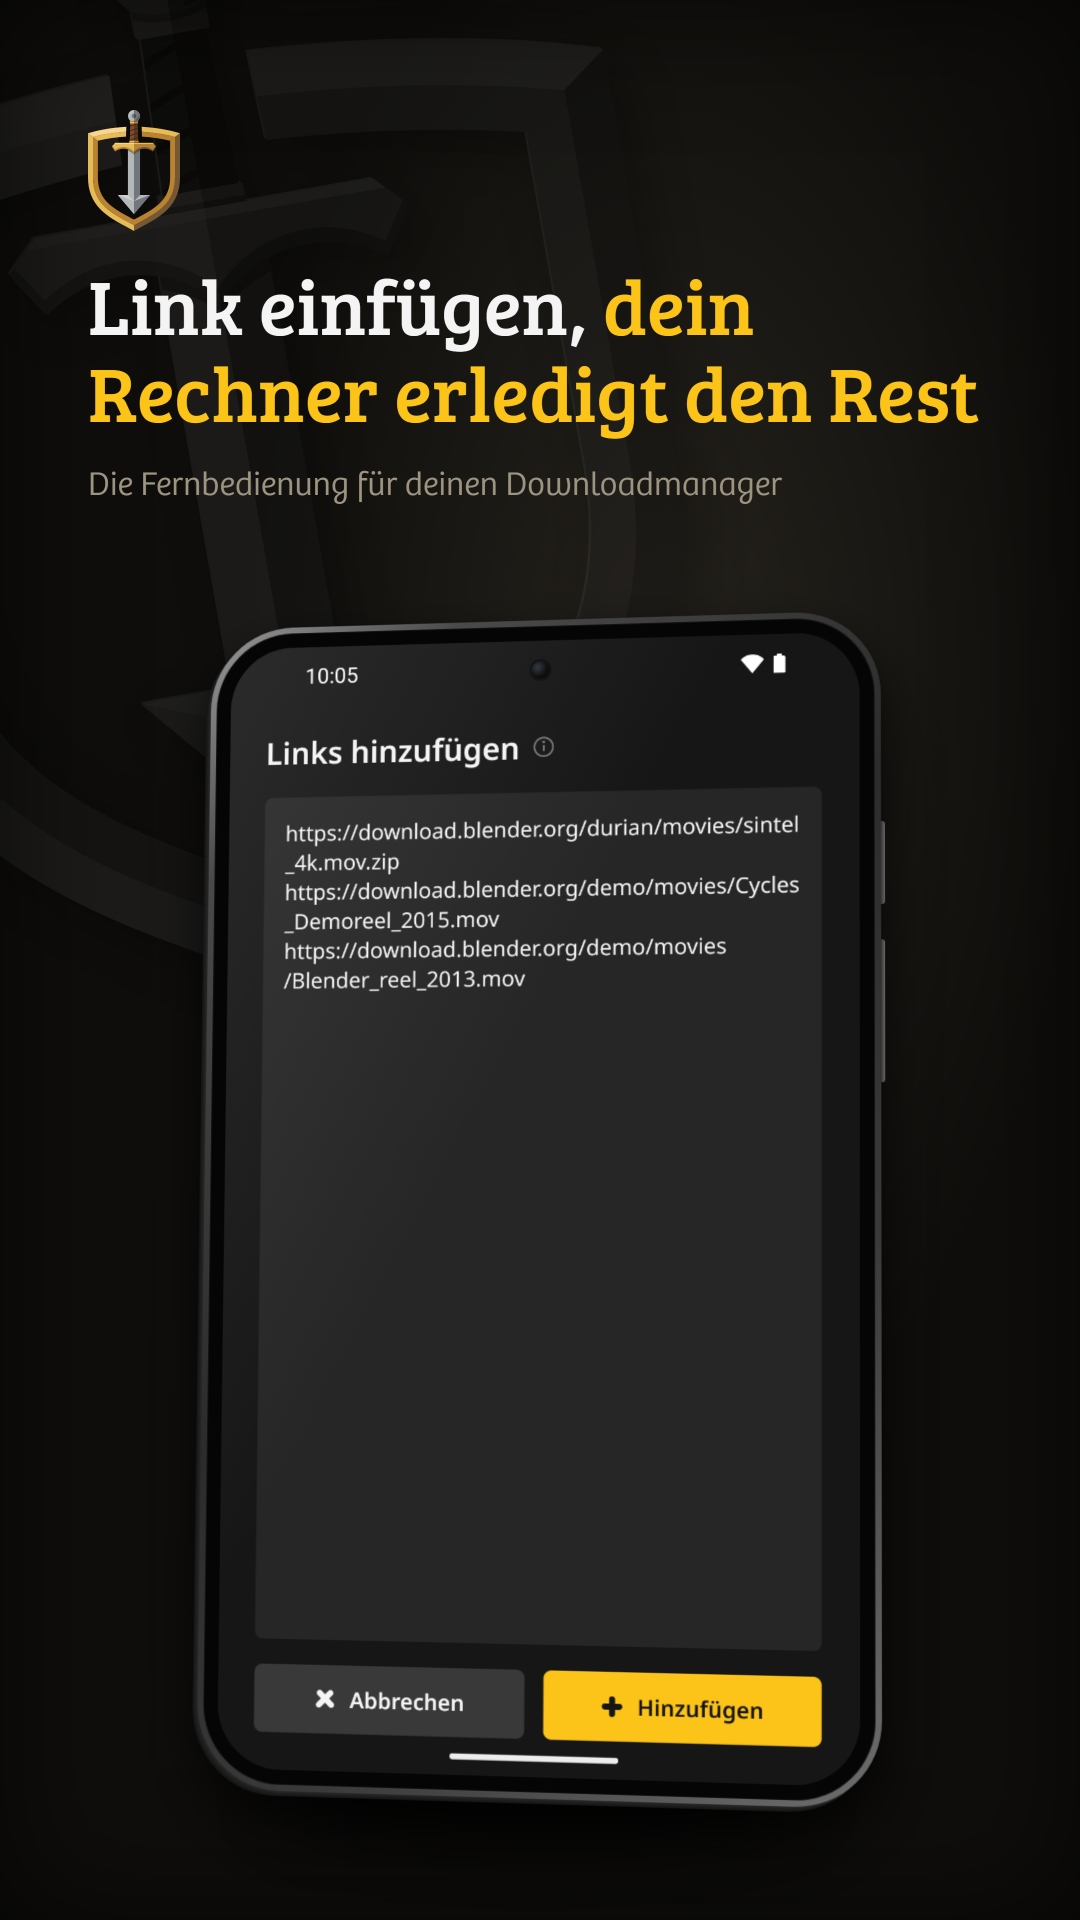 Link einfügen, dein
Rechner erledigt den Rest
Die Fernbedienung für deinen Downloadmanager
10:05
Links hinzufügen
https://download.blender.org/durian/movies/sintel
_4k.mov.zip
https://download.blender.org/demo/movies/Cycles
_Demoreel_2015.mov
https://download.blender.org/demo/movies
/Blender_reel_2013.mov
Abbrechen
Hinzufügen